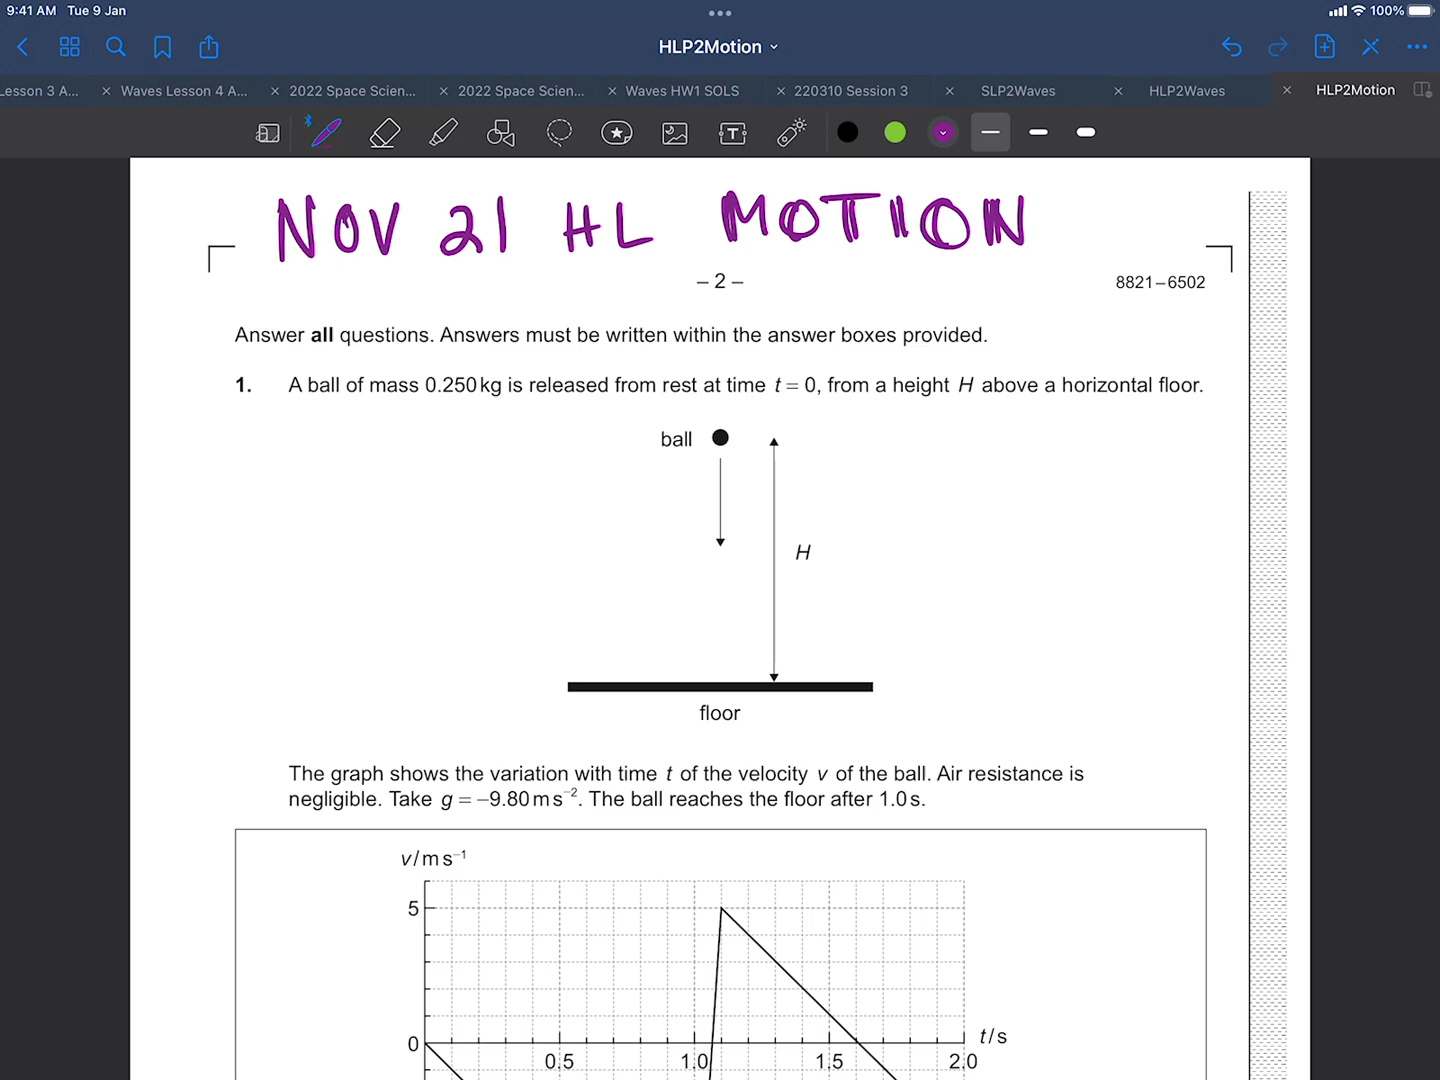 9:41 AM Tue 9 Jan
100%
HLP2Motion
Lesson 3 A...
Waves Lesson 4 A...
2022 Space Scien...
2022 Space Scien...
Waves HW1 SOLS
220310 Session 3
SLP2Waves
HLP2Waves
HLP2Motion
NOV 21 HL MOTION
– 2 –
8821–6502
Answer all questions. Answers must be written within the answer boxes provided.
1. A ball of mass 0.250 kg is released from rest at time t = 0, from a height H above a horizontal floor.
ball
H
floor
The graph shows the variation with time t of the velocity v of the ball. Air resistance is
negligible. Take g = −9.80 m s⁻². The ball reaches the floor after 1.0 s.
v/m s⁻¹
5
0
t/s
0.5 1.0 1.5 2.0